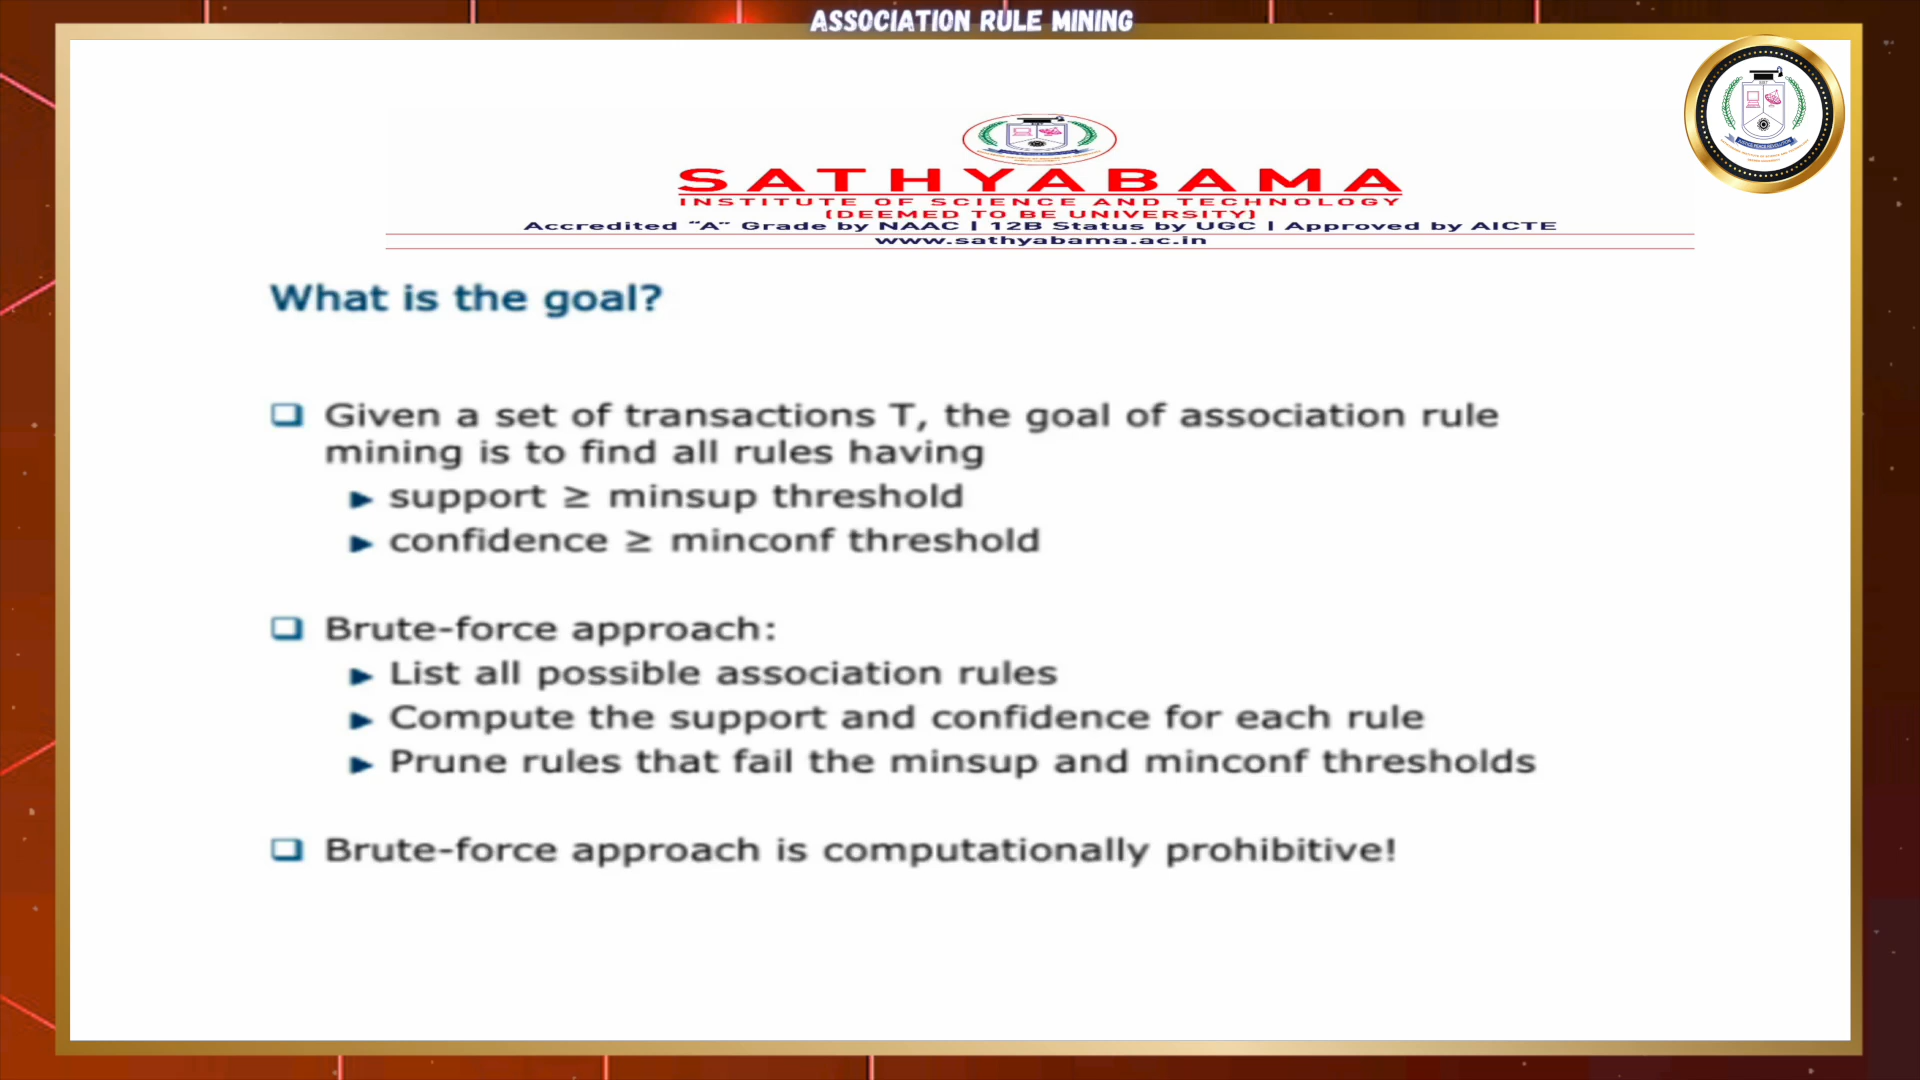 ASSOCIATION RULE MINING
SATHYABAMA
INSTITUTE OF SCIENCE AND TECHNOLOGY
(DEEMED TO BE UNIVERSITY)
Accredited “A” Grade by NAAC | 12B Status by UGC | Approved by AICTE
www.sathyabama.ac.in
What is the goal?
Given a set of transactions T, the goal of association rule
mining is to find all rules having
support ≥ minsup threshold
confidence ≥ minconf threshold
Brute-force approach:
List all possible association rules
Compute the support and confidence for each rule
Prune rules that fail the minsup and minconf thresholds
Brute-force approach is computationally prohibitive!